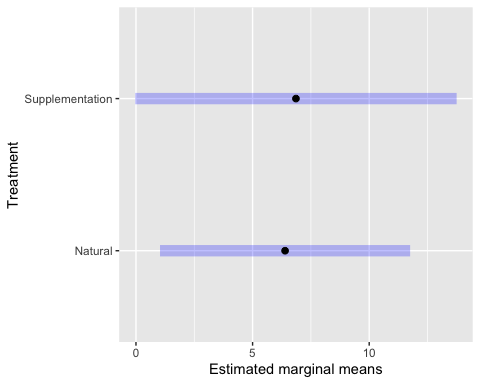 Supplementation
Treatment
Natural
0 5 10
Estimated marginal means